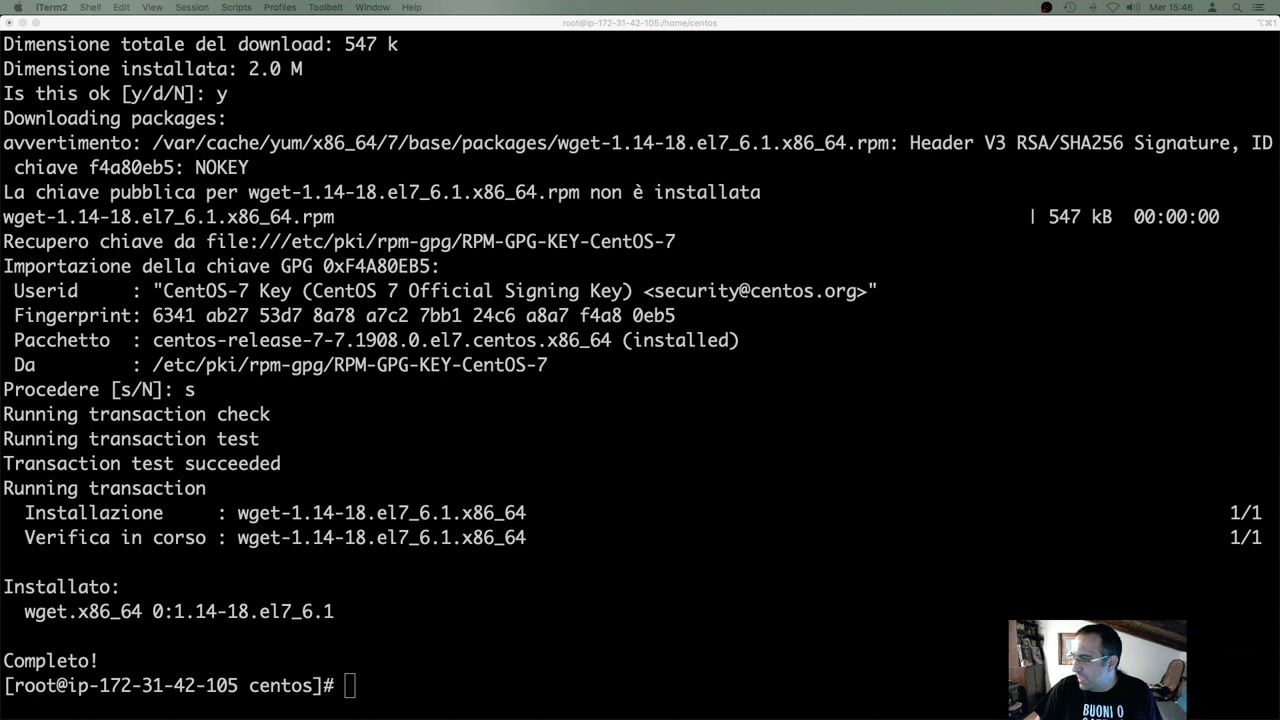 iTerm2 Shell Edit View Session Scripts Profiles Toolbelt Window Help Mer 15:46
root@ip-172-31-42-105:/home/centos ⌥⌘1
Dimensione totale del download: 547 k
Dimensione installata: 2.0 M
Is this ok [y/d/N]: y
Downloading packages:
avvertimento: /var/cache/yum/x86_64/7/base/packages/wget-1.14-18.el7_6.1.x86_64.rpm: Header V3 RSA/SHA256 Signature, ID
chiave f4a80eb5: NOKEY
La chiave pubblica per wget-1.14-18.el7_6.1.x86_64.rpm non è installata
wget-1.14-18.el7_6.1.x86_64.rpm | 547 kB 00:00:00
Recupero chiave da file:///etc/pki/rpm-gpg/RPM-GPG-KEY-CentOS-7
Importazione della chiave GPG 0xF4A80EB5:
Userid : "CentOS-7 Key (CentOS 7 Official Signing Key) <security@centos.org>"
Fingerprint: 6341 ab27 53d7 8a78 a7c2 7bb1 24c6 a8a7 f4a8 0eb5
Pacchetto : centos-release-7-7.1908.0.el7.centos.x86_64 (installed)
Da : /etc/pki/rpm-gpg/RPM-GPG-KEY-CentOS-7
Procedere [s/N]: s
Running transaction check
Running transaction test
Transaction test succeeded
Running transaction
Installazione : wget-1.14-18.el7_6.1.x86_64 1/1
Verifica in corso : wget-1.14-18.el7_6.1.x86_64 1/1
Installato:
wget.x86_64 0:1.14-18.el7_6.1
Completo!
[root@ip-172-31-42-105 centos]#
BUONI O